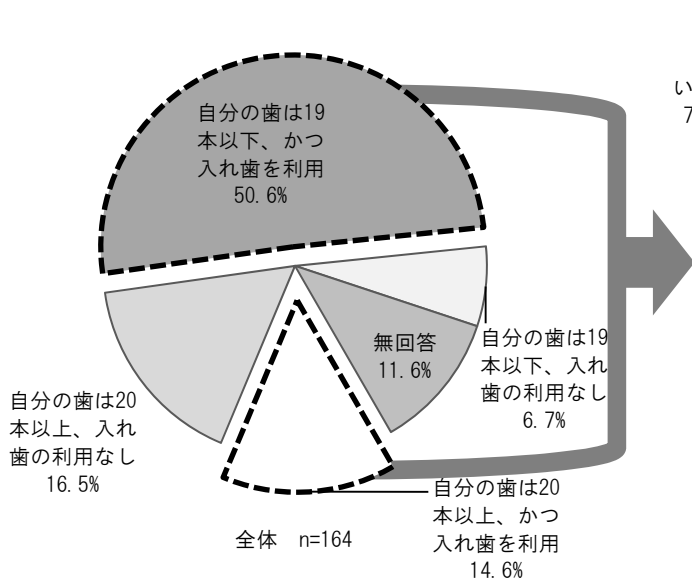 自分の歯は19
本以下、かつ
入れ歯を利用
50.6%
い
7
自分の歯は19
本以下、入れ
歯の利用なし
6.7%
無回答
11.6%
自分の歯は20
本以上、入れ
歯の利用なし
16.5%
自分の歯は20
本以上、かつ
入れ歯を利用
14.6%
全体　n=164